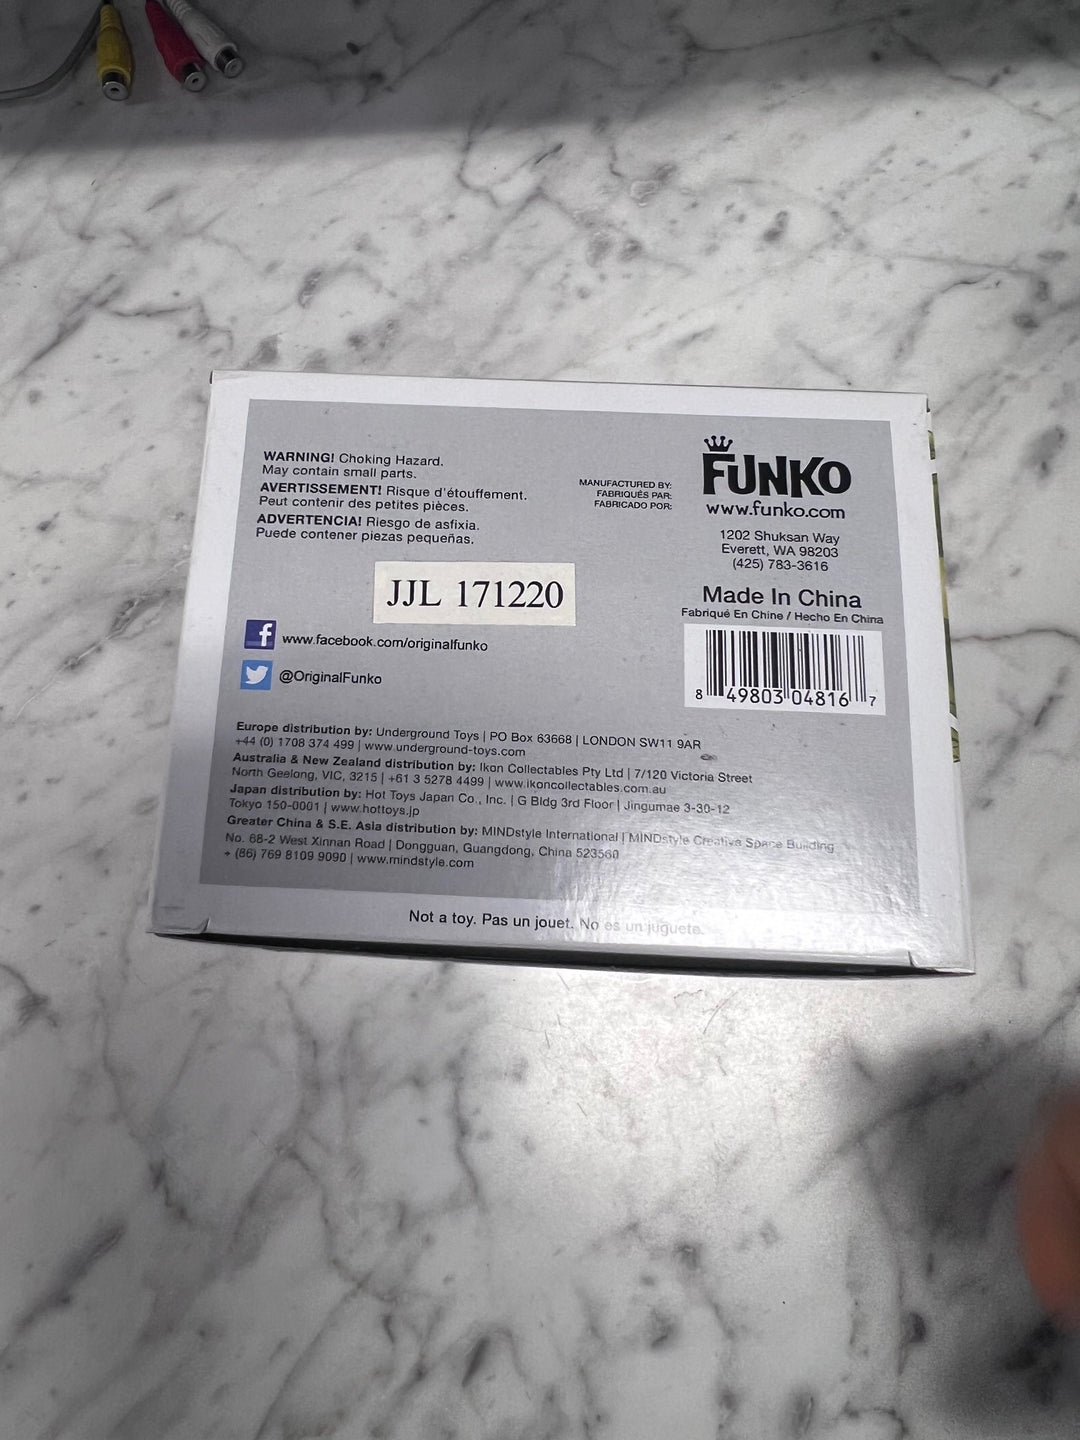 WARNING! Choking Hazard.
May contain small parts.
AVERTISSEMENT! Risque d'étouffement.
Peut contenir des petites pièces.
ADVERTENCIA! Riesgo de asfixia.
Puede contener piezas pequeñas.
MANUFACTURED BY:
FABRIQUÉS PAR:
FABRICADO POR:
FUNKO
www.funko.com
1202 Shuksan Way
Everett, WA 98203
(425) 783-3616
Made In China
Fabriqué En Chine / Hecho En China
8 49803 04816 7
JJL 171220
f www.facebook.com/originalfunko
@OriginalFunko
Europe distribution by: Underground Toys | PO Box 63668 | LONDON SW11 9AR
+44 (0) 1708 374 499 | www.underground-toys.com
Australia & New Zealand distribution by: Ikon Collectables Pty Ltd | 7/120 Victoria Street
North Geelong, VIC, 3215 | +61 3 5278 4499 | www.ikoncollectables.com.au
Japan distribution by: Hot Toys Japan Co., Inc. | G Bldg 3rd Floor | Jingumae 3-30-12
Tokyo 150-0001 | www.hottoys.jp
Greater China & S.E. Asia distribution by: MINDstyle International | MINDstyle Creative Space Building
No. 68-2 West Xinnan Road | Dongguan, Guangdong, China 523560
+ (86) 769 8109 9090 | www.mindstyle.com
Not a toy. Pas un jouet. No es un juguete.